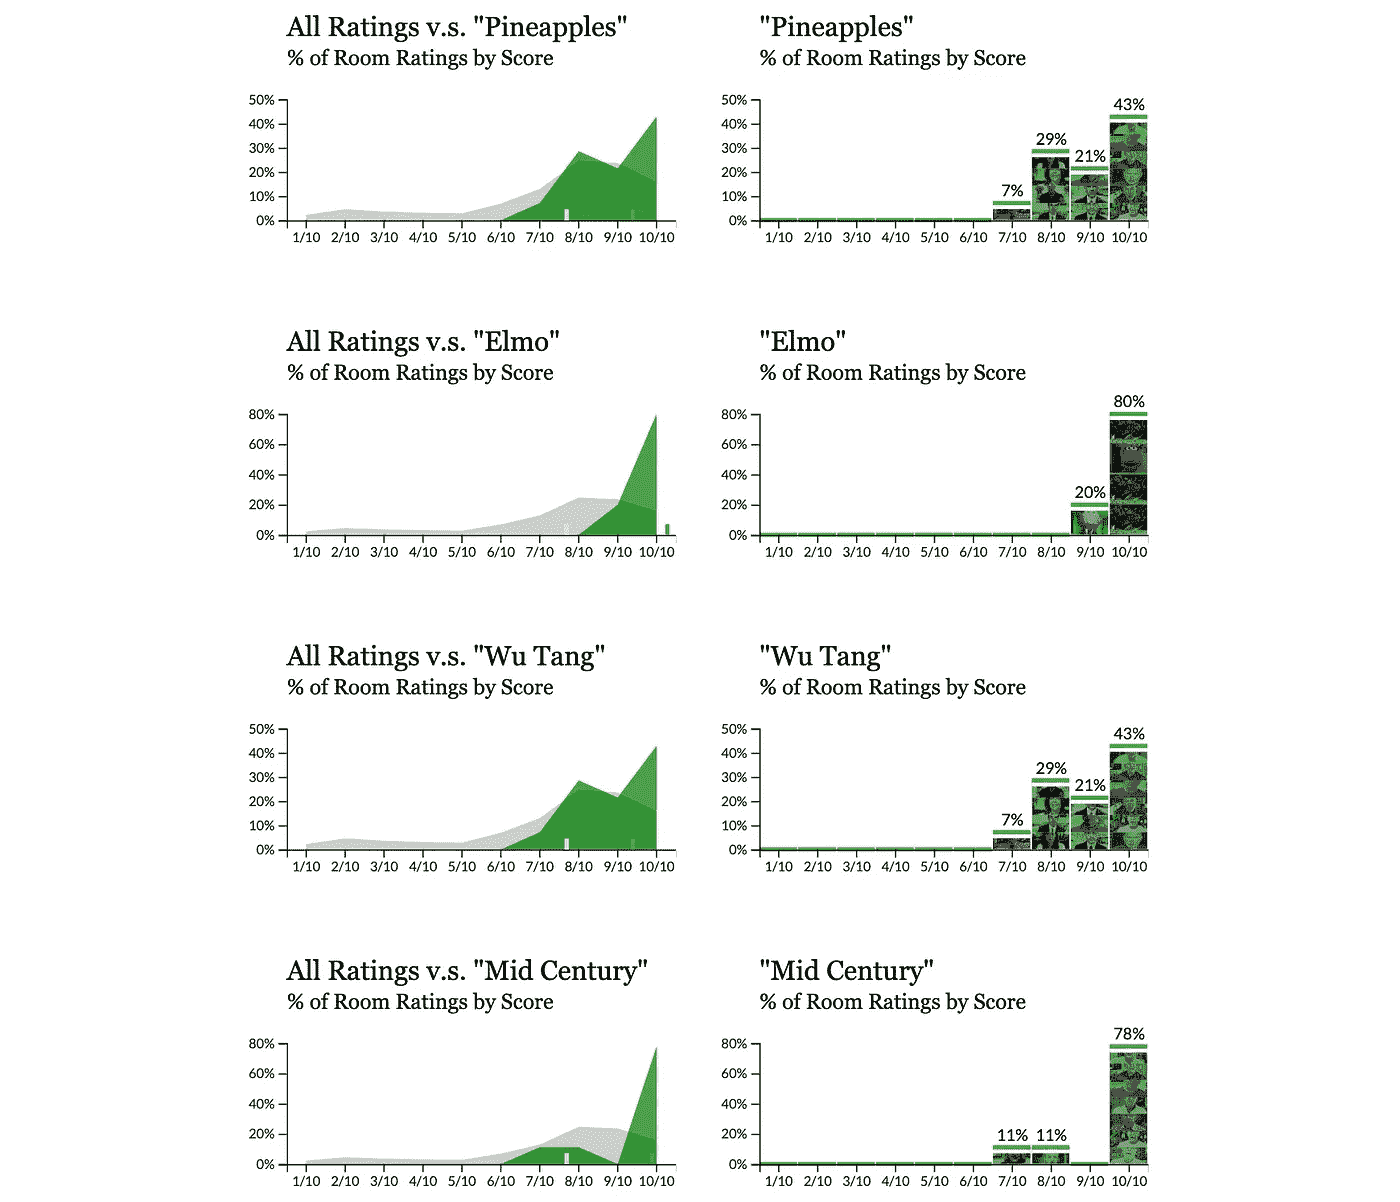 All Ratings v.s. "Pineapples"
% of Room Ratings by Score
50%
40%
30%
20%
10%
0%
1/10 2/10 3/10 4/10 5/10 6/10 7/10 8/10 9/10 10/10
"Pineapples"
% of Room Ratings by Score
50%
40%
30%
20%
10%
0%
7%
29%
21%
43%
1/10 2/10 3/10 4/10 5/10 6/10 7/10 8/10 9/10 10/10
All Ratings v.s. "Elmo"
% of Room Ratings by Score
80%
60%
40%
20%
0%
1/10 2/10 3/10 4/10 5/10 6/10 7/10 8/10 9/10 10/10
"Elmo"
% of Room Ratings by Score
80%
60%
40%
20%
0%
20%
80%
1/10 2/10 3/10 4/10 5/10 6/10 7/10 8/10 9/10 10/10
All Ratings v.s. "Wu Tang"
% of Room Ratings by Score
50%
40%
30%
20%
10%
0%
1/10 2/10 3/10 4/10 5/10 6/10 7/10 8/10 9/10 10/10
"Wu Tang"
% of Room Ratings by Score
50%
40%
30%
20%
10%
0%
7%
29%
21%
43%
1/10 2/10 3/10 4/10 5/10 6/10 7/10 8/10 9/10 10/10
All Ratings v.s. "Mid Century"
% of Room Ratings by Score
80%
60%
40%
20%
0%
1/10 2/10 3/10 4/10 5/10 6/10 7/10 8/10 9/10 10/10
"Mid Century"
% of Room Ratings by Score
80%
60%
40%
20%
0%
11%
11%
78%
1/10 2/10 3/10 4/10 5/10 6/10 7/10 8/10 9/10 10/10